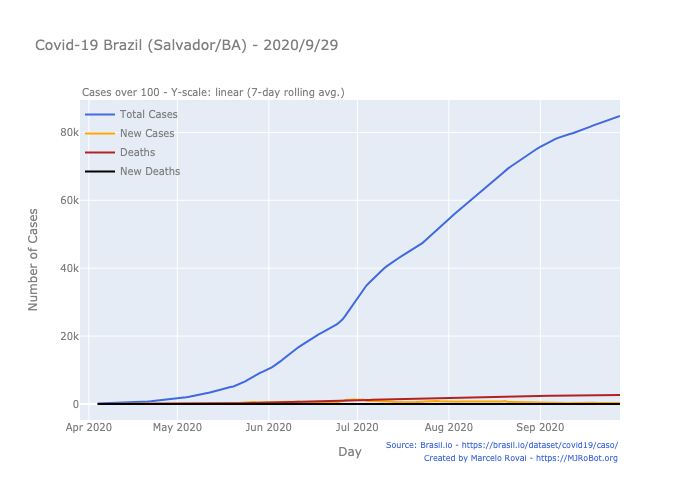 Covid-19 Brazil (Salvador/BA) - 2020/9/29
Cases over 100 - Y-scale: linear (7-day rolling avg.)
Total Cases
New Cases
Deaths
New Deaths
80k
60k
40k
20k
0
Number of Cases
Apr 2020
May 2020
Jun 2020
Jul 2020
Aug 2020
Sep 2020
Day
Source: Brasil.io - https://brasil.io/dataset/covid19/caso/
Created by Marcelo Rovai - https://MJRoBot.org